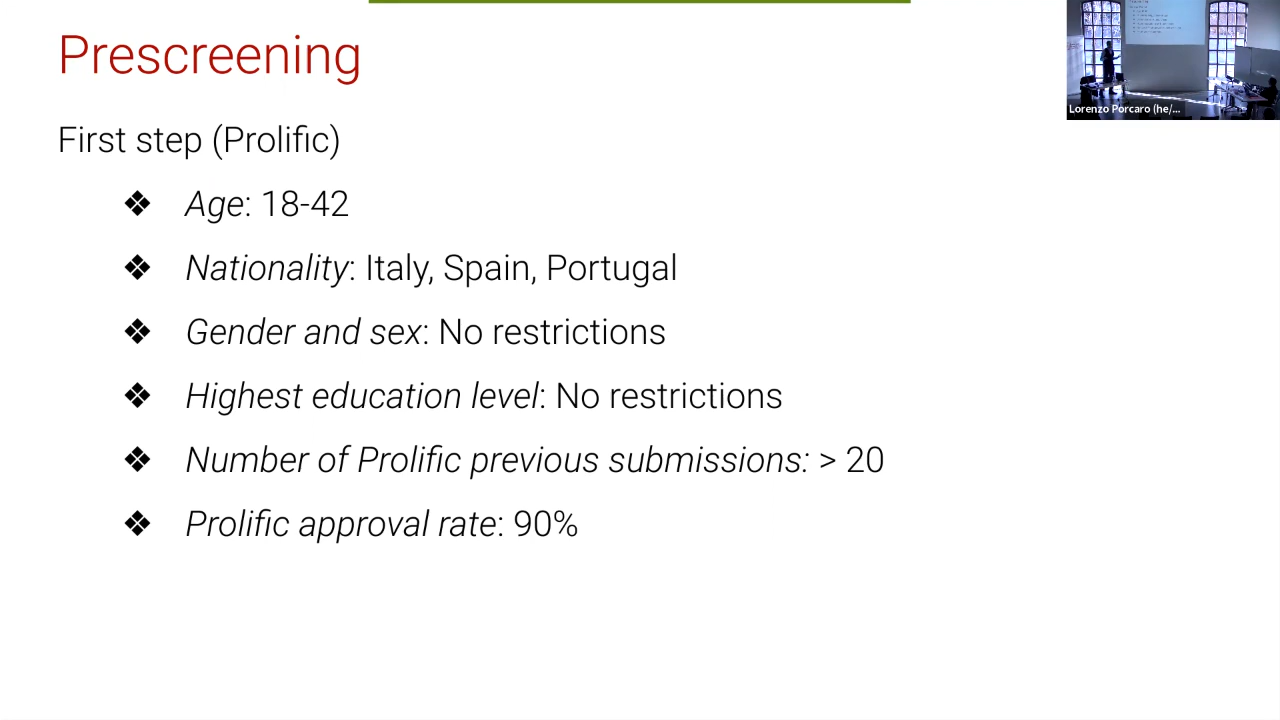 Prescreening
First step (Prolific)
❖ Age: 18-42
❖ Nationality: Italy, Spain, Portugal
❖ Gender and sex: No restrictions
❖ Highest education level: No restrictions
❖ Number of Prolific previous submissions: > 20
❖ Prolific approval rate: 90%
Lorenzo Porcaro (he/...